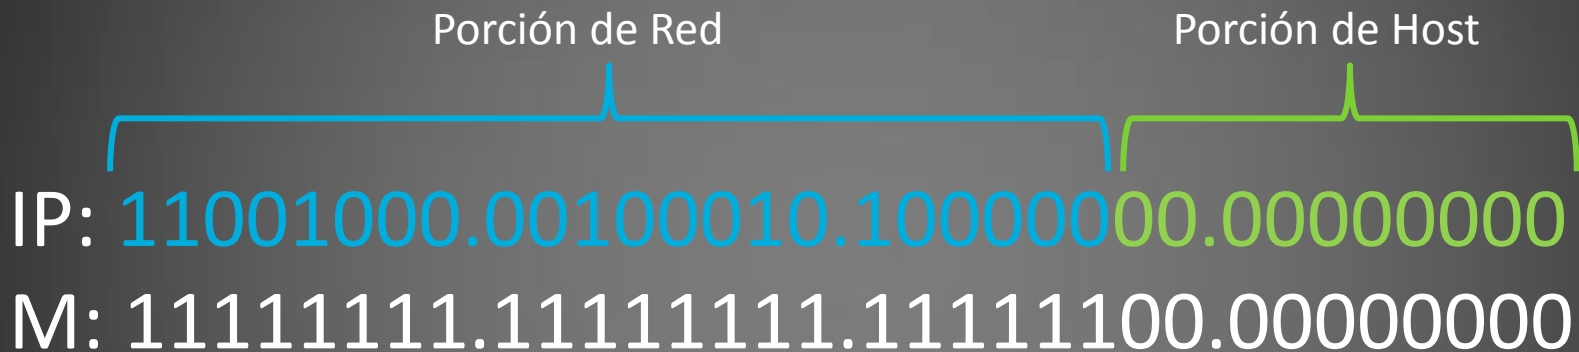 Porción de Red Porción de Host
IP: 11001000.00100010.10000000.00000000
M: 11111111.11111111.11111100.00000000